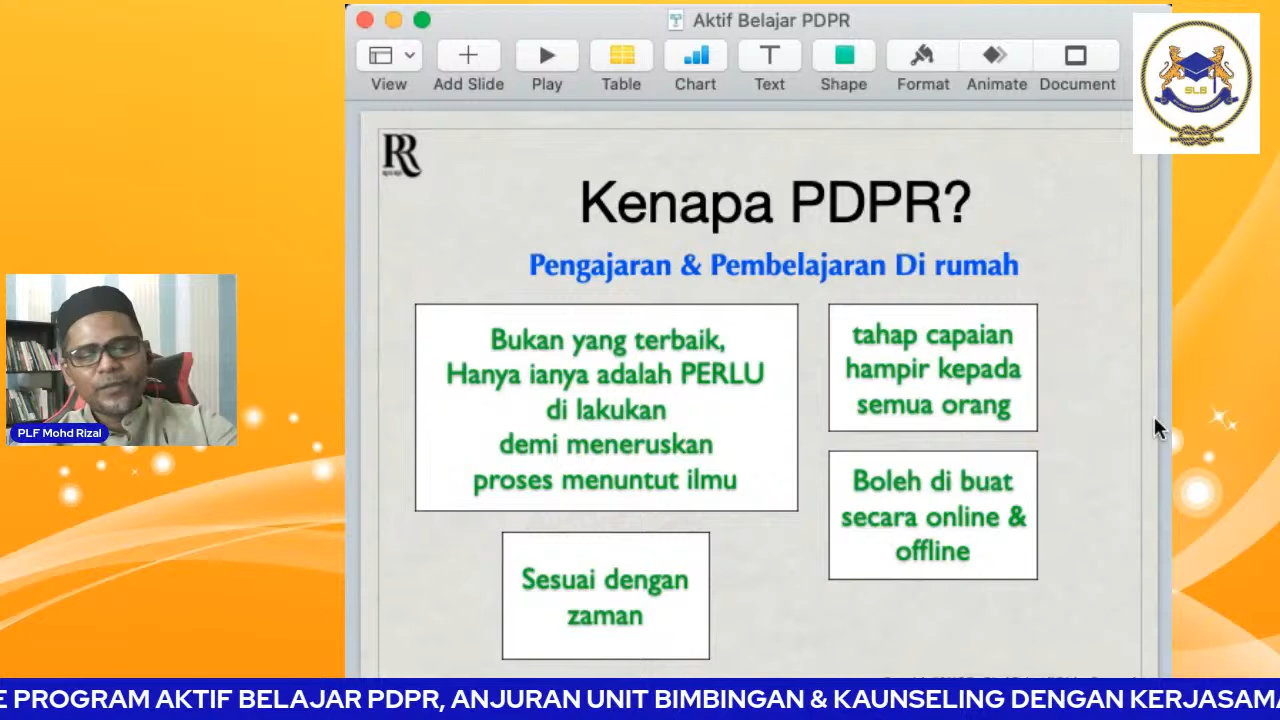 Aktif Belajar PDPR
View
Add Slide
Play
Table
Chart
Text
Shape
Format
Animate
Document
SLB
RR
Kenapa PDPR?
Pengajaran & Pembelajaran Di rumah
Bukan yang terbaik,
Hanya ianya adalah PERLU
di lakukan
demi meneruskan
proses menuntut ilmu
tahap capaian
hampir kepada
semua orang
Boleh di buat
secara online &
offline
Sesuai dengan
zaman
PLF Mohd Rizal
E PROGRAM AKTIF BELAJAR PDPR, ANJURAN UNIT BIMBINGAN & KAUNSELING DENGAN KERJASAMA